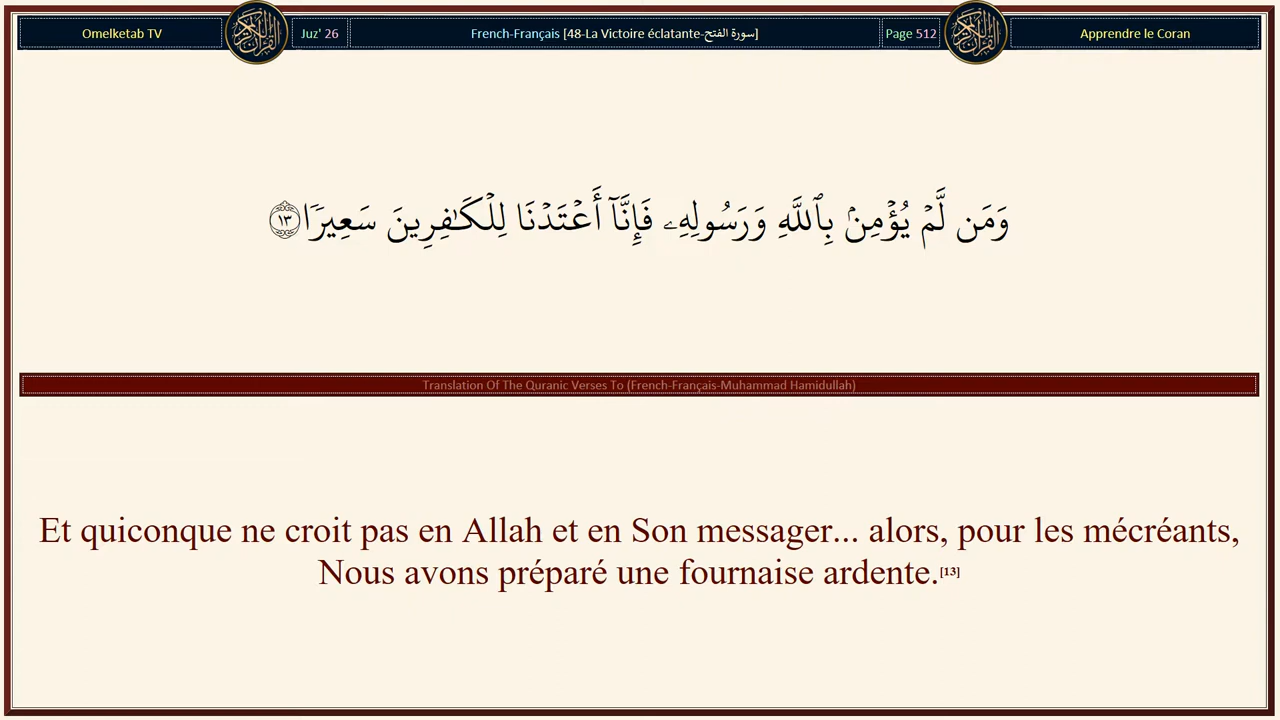 Omelketab TV
Juz' 26
French-Français [48-La Victoire éclatante-سورة الفتح]
Page 512
Apprendre le Coran
وَمَن لَّمۡ يُؤۡمِنۢ بِٱللَّهِ وَرَسُولِهِۦ فَإِنَّآ أَعۡتَدۡنَا لِلۡكَٰفِرِينَ سَعِيرٗا ١٣
Translation Of The Quranic Verses To (French-Français-Muhammad Hamidullah)
Et quiconque ne croit pas en Allah et en Son messager... alors, pour les mécréants,
Nous avons préparé une fournaise ardente.[13]